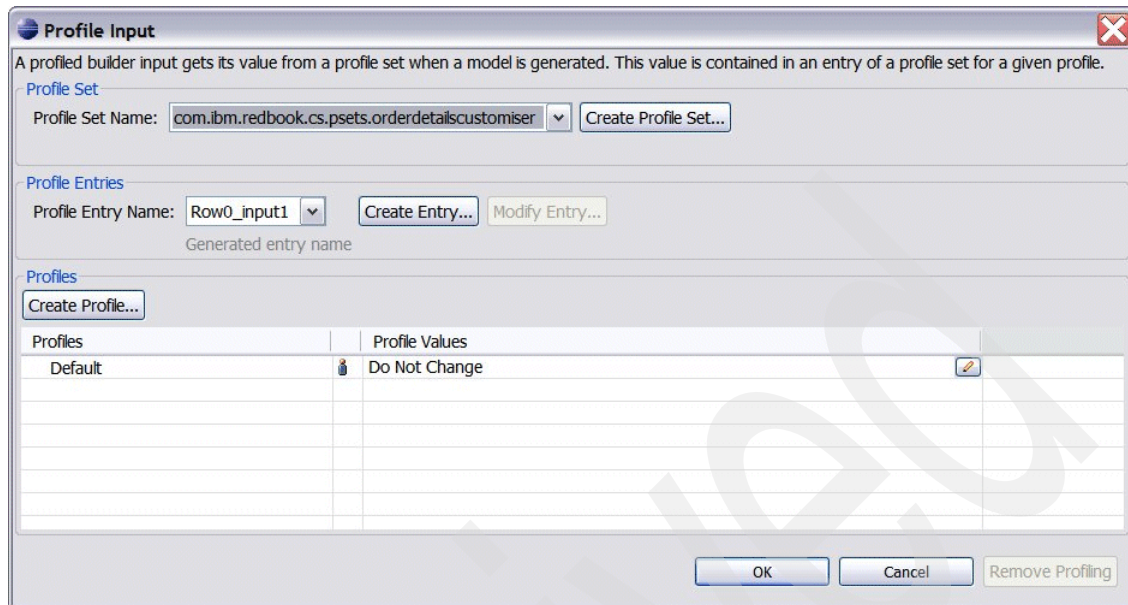 Profile Input
A profiled builder input gets its value from a profile set when a model is generated. This value is contained in an entry of a profile set for a given profile.
Profile Set
Profile Set Name: com.ibm.redbook.cs.psets.orderdetailscustomiser Create Profile Set...
Profile Entries
Profile Entry Name: Row0_input1 Create Entry... Modify Entry...
Generated entry name
Profiles
Create Profile...
Profiles Profile Values
Default Do Not Change
OK Cancel Remove Profiling